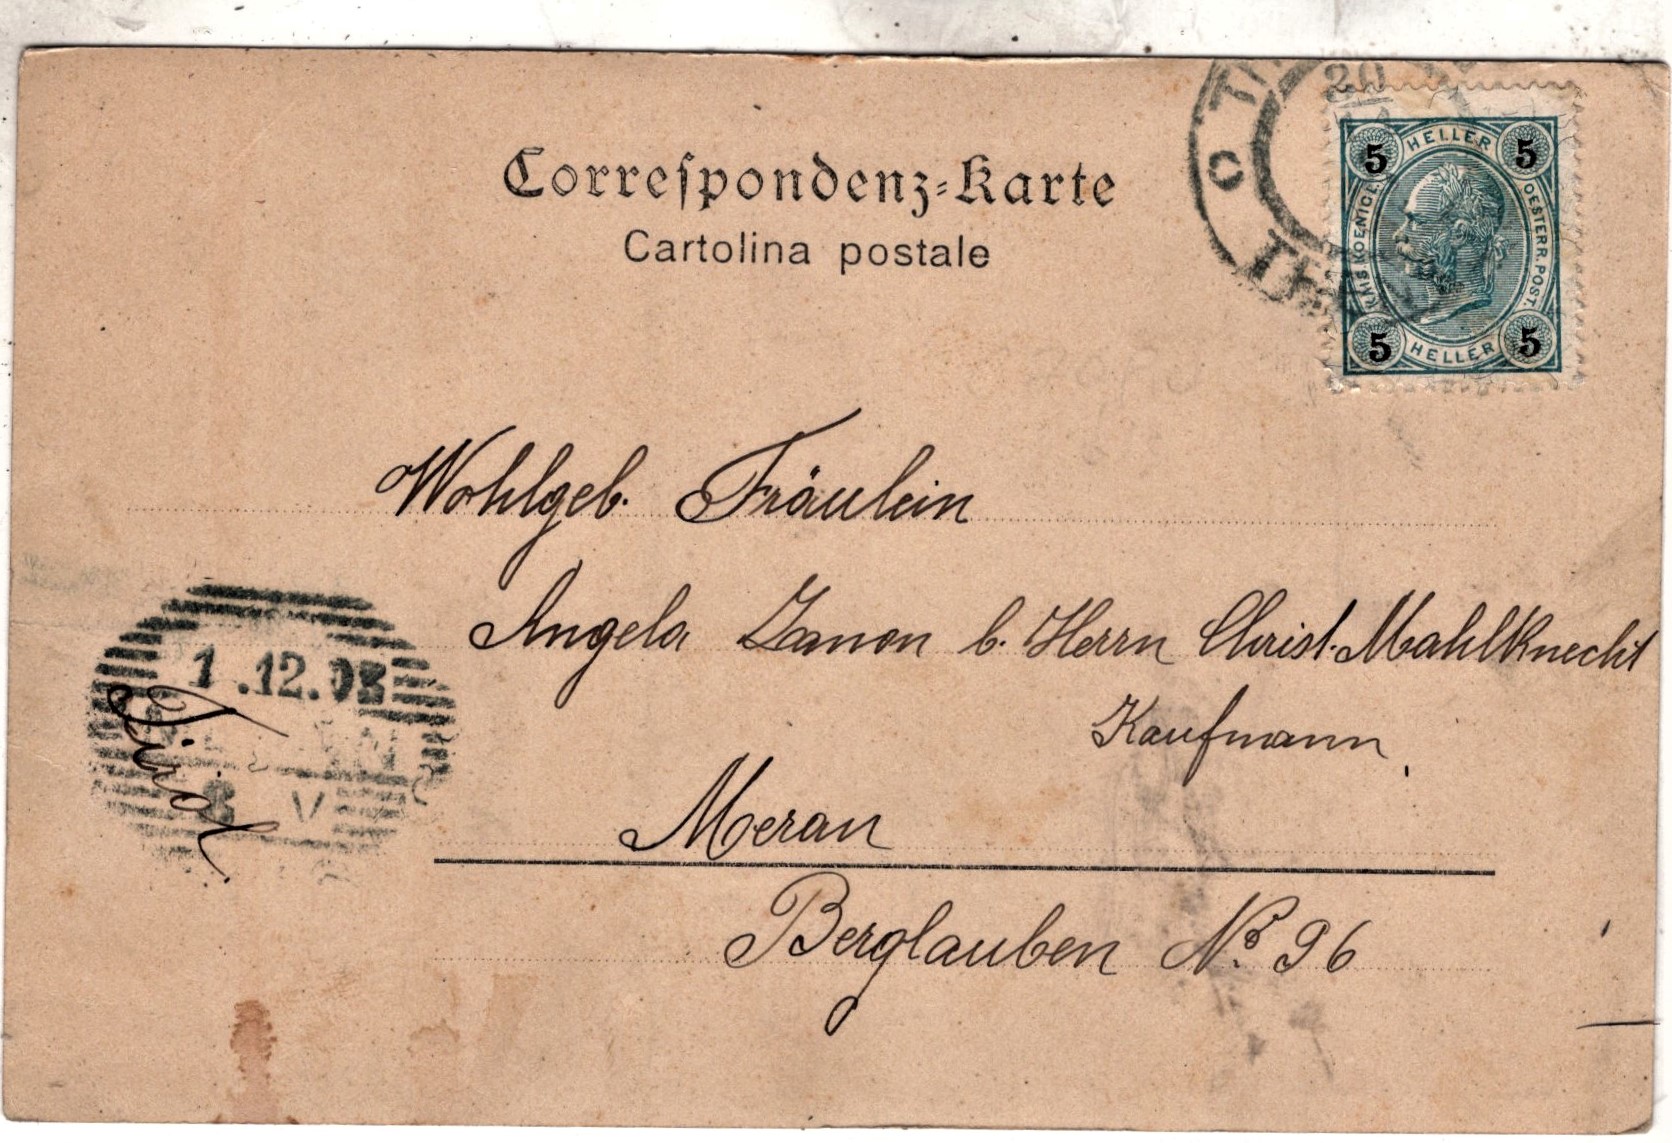 Correspondenz-Karte
Cartolina postale
20
5 HELLER 5
KAIS. KOENIGL. OESTERR. POST.
5 HELLER 5
Wohlgeb. Fräulein
Angela Zanon b. Herrn Christ. Mahlknecht
Kaufmann
Meran
Berglauben No. 96
Tirol
1.12.03